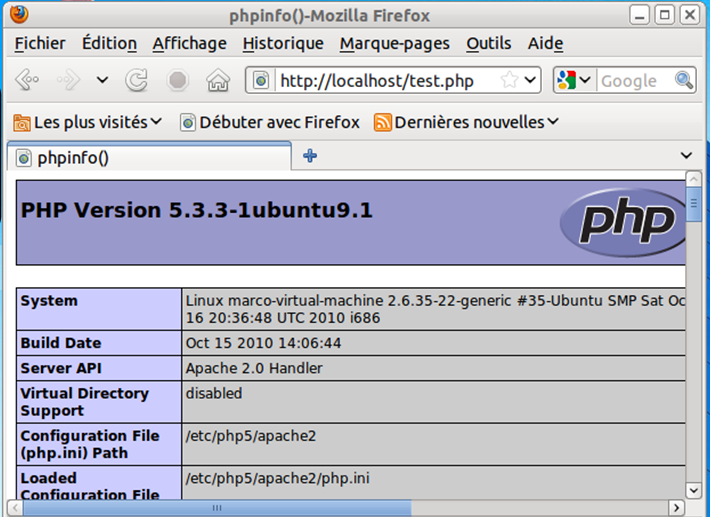 phpinfo()-Mozilla Firefox
Fichier Édition Affichage Historique Marque-pages Outils Aide
http://localhost/test.php Google
Les plus visités Débuter avec Firefox Dernières nouvelles
phpinfo()
PHP Version 5.3.3-1ubuntu9.1
php
System Linux marco-virtual-machine 2.6.35-22-generic #35-Ubuntu SMP Sat Oc
16 20:36:48 UTC 2010 i686
Build Date Oct 15 2010 14:06:44
Server API Apache 2.0 Handler
Virtual Directory disabled
Support
Configuration File /etc/php5/apache2
(php.ini) Path
Loaded /etc/php5/apache2/php.ini
Configuration File